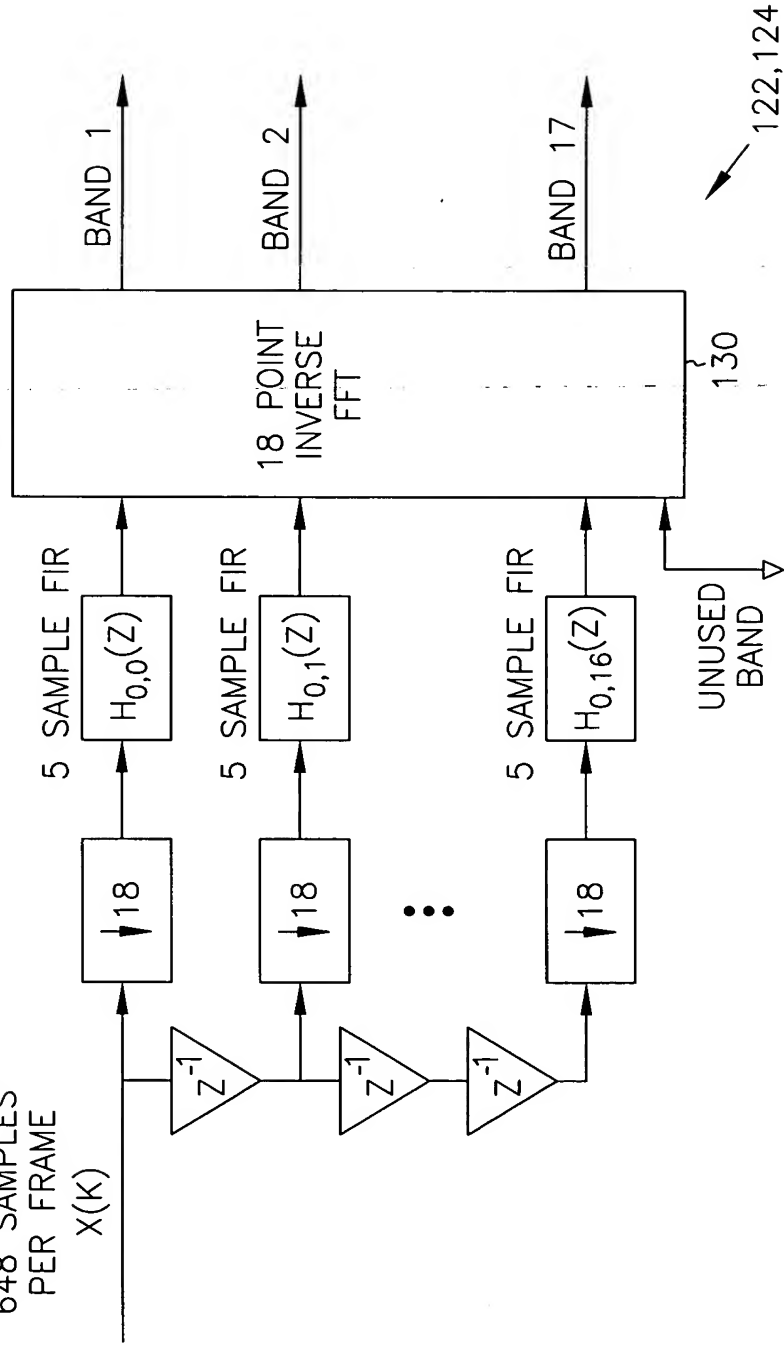 648 SAMPLES
PER FRAME
X(K)
z⁻¹
z⁻¹
z⁻¹
↓18
↓18
↓18
5 SAMPLE FIR
H₀,₀(Z)
5 SAMPLE FIR
H₀,₁(Z)
5 SAMPLE FIR
H₀,₁₆(Z)
UNUSED
BAND
18 POINT
INVERSE
FFT
130
BAND 1
BAND 2
BAND 17
122,124